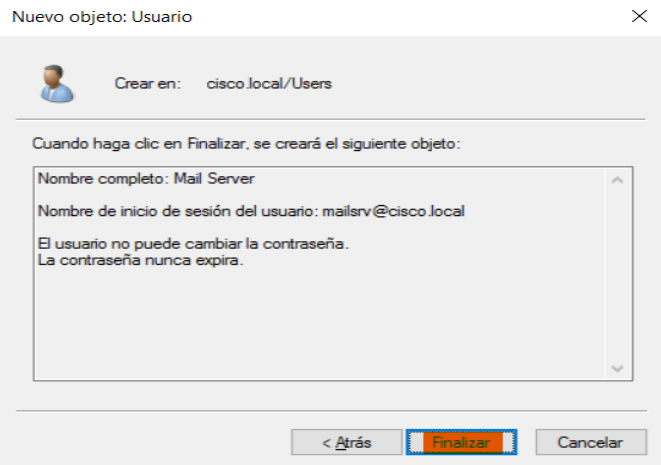 Nuevo objeto: Usuario
Crear en: cisco.local/Users
Cuando haga clic en Finalizar, se creará el siguiente objeto:
Nombre completo: Mail Server
Nombre de inicio de sesión del usuario: mailsrv@cisco.local
El usuario no puede cambiar la contraseña.
La contraseña nunca expira.
< Atrás Finalizar Cancelar